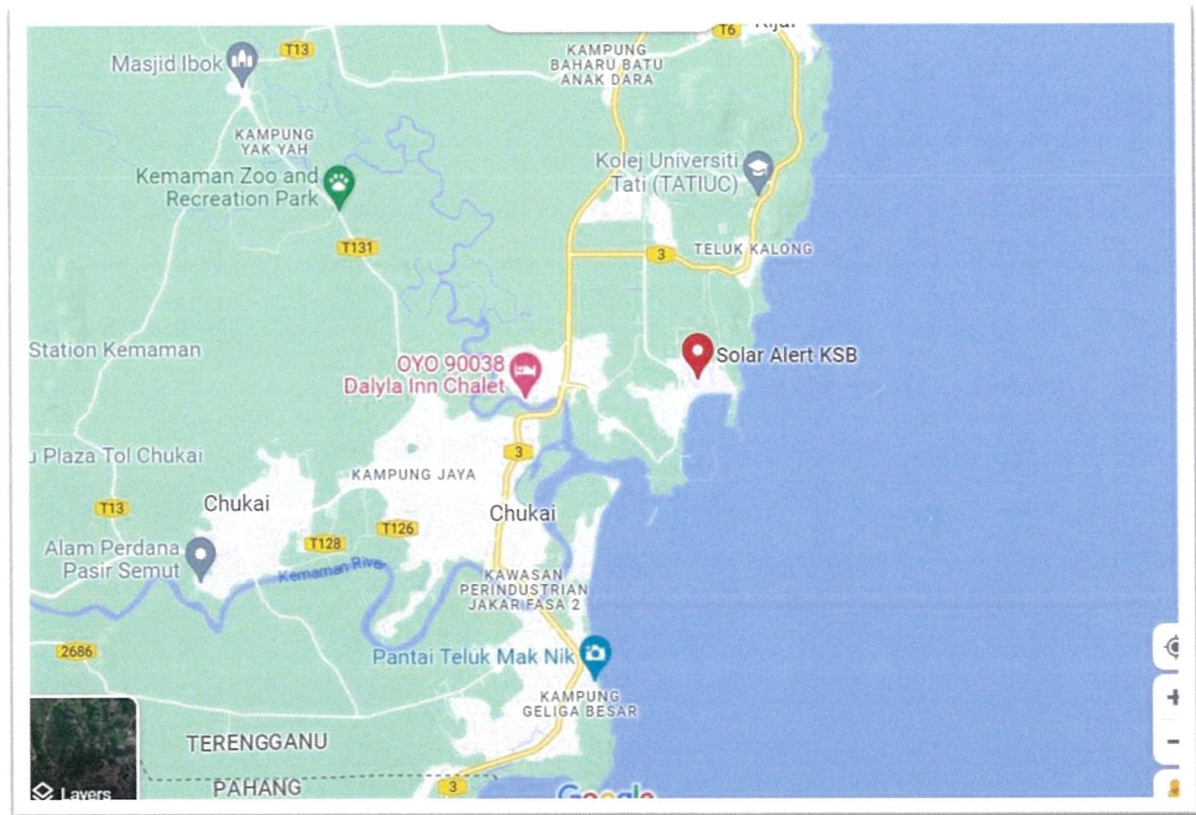 T6
T13
Masjid Ibok
KAMPUNG
BAHARU BATU
ANAK DARA
KAMPUNG
YAK YAH
Kolej Universiti
Tati (TATIUC)
Kemaman Zoo and
Recreation Park
T131
3
TELUK KALONG
Station Kemaman
OYO 90038
Dalyla Inn Chalet
Solar Alert KSB
3
Plaza Tol Chukai
KAMPUNG JAYA
Chukai
T13
Chukai
T126
T128
Alam Perdana
Pasir Semut
Kemaman River
KAWASAN
PERINDUSTRIAN
JAKAR FASA 2
2686
Pantai Teluk Mak Nik
KAMPUNG
GELIGA BESAR
TERENGGANU
PAHANG
3
Layers
Google